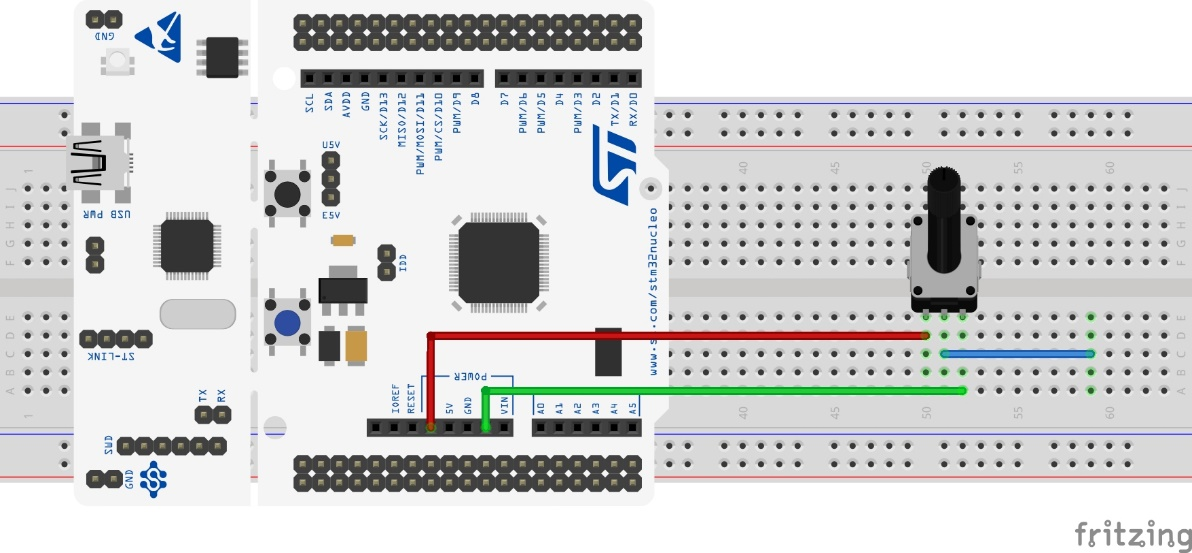 GND
SCL
SDA
AVDD
GND
SCK/D13
MISO/D12
PWM/MOSI/D11
PWM/CS/D10
PWM/D9
D8
D7
PWM/D6
PWM/D5
D4
PWM/D3
D2
TX/D1
RX/D0
U5V
E5V
ST
USB PWR
IDD
ST-LINK
TX
RX
SWD
GND
IOREF
RESET
5V
GND
VIN
POWER
A0
A1
A2
A3
A4
A5
.com/stm32nucleo
1
J
I
H
G
F
E
D
C
B
A
1
40
50
55
60
J
I
H
G
F
E
D
C
B
A
40
50
55
60
fritzing